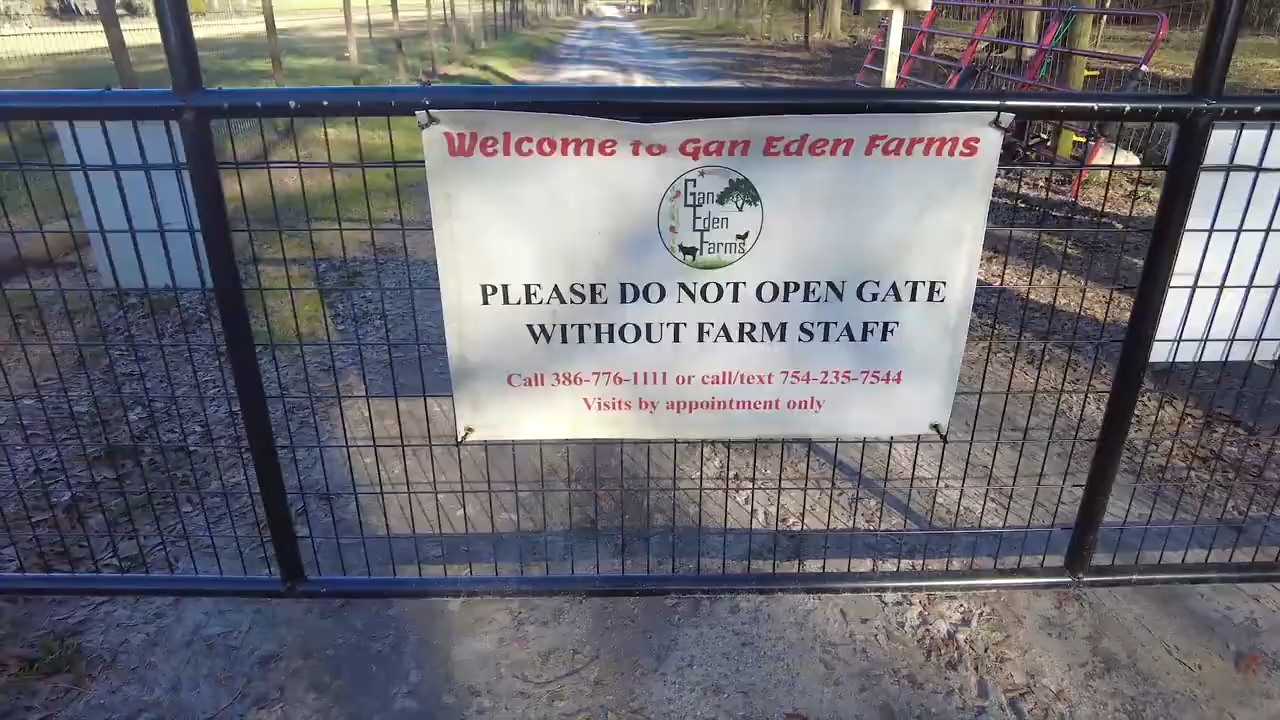 Welcome to Gan Eden Farms
Gan
Eden
Farms
PLEASE DO NOT OPEN GATE
WITHOUT FARM STAFF
Call 386-776-1111 or call/text 754-235-7544
Visits by appointment only